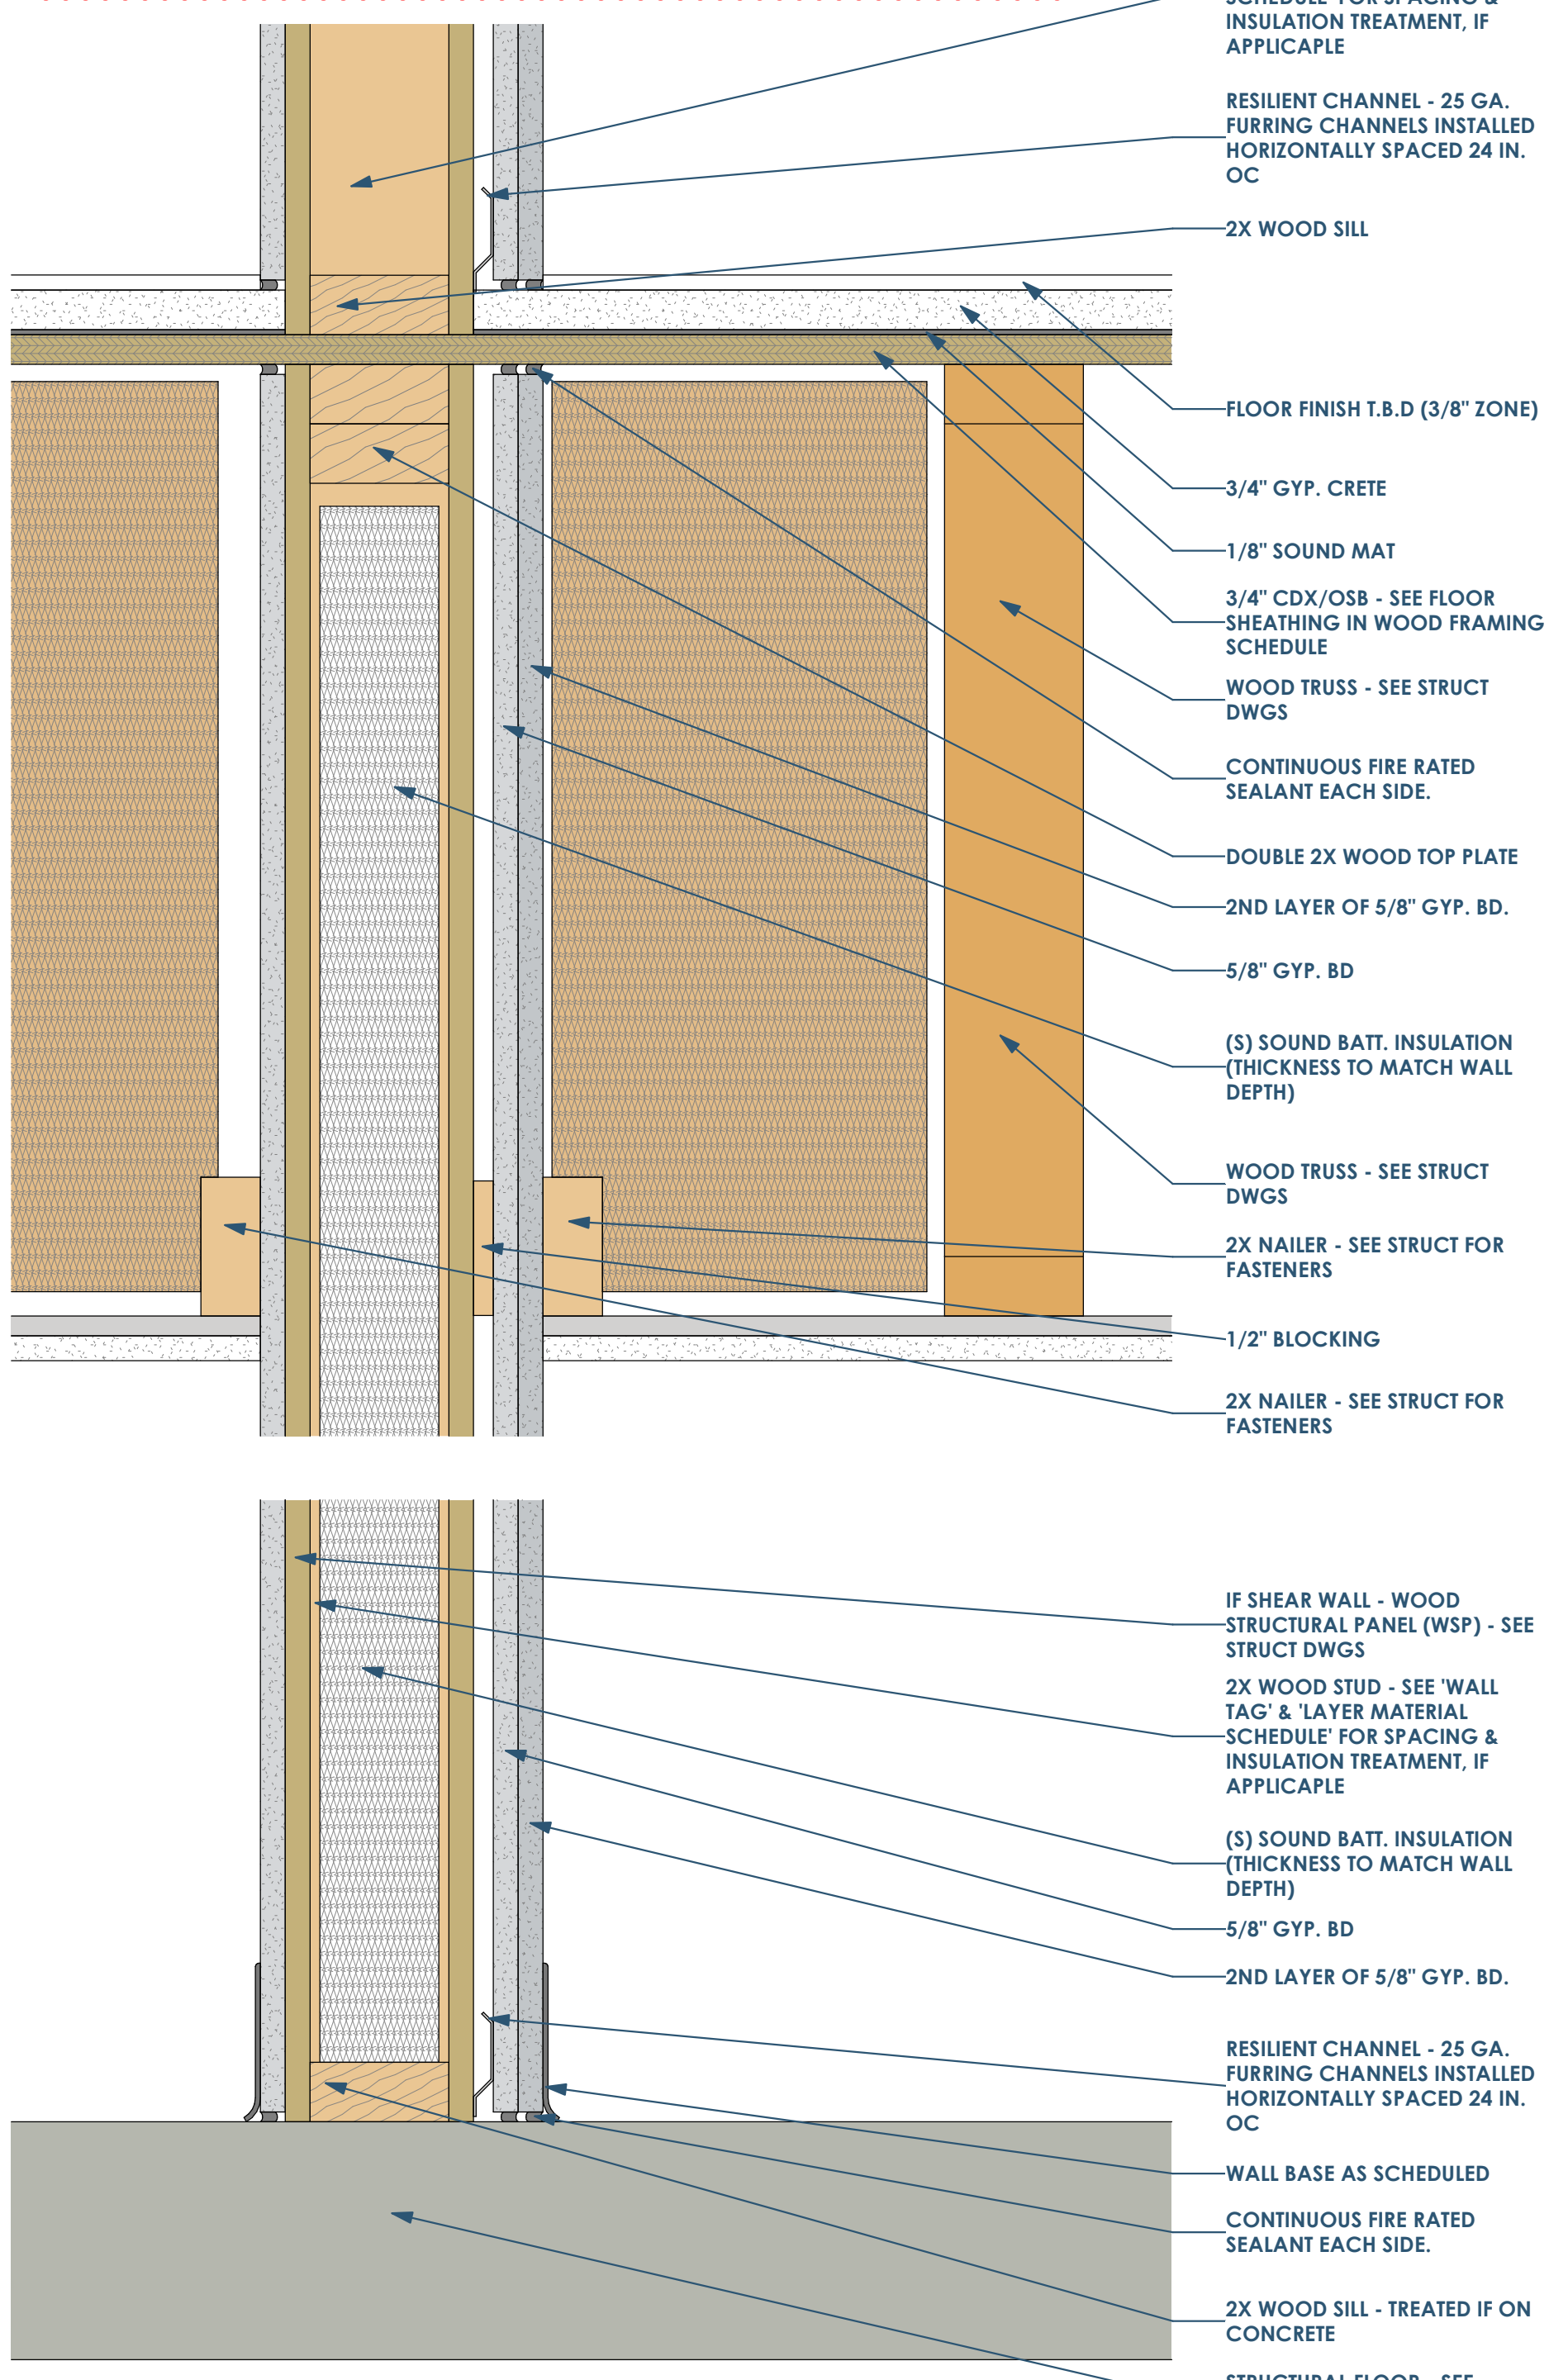 SCHEDULE' FOR SPACING &
INSULATION TREATMENT, IF
APPLICAPLE
RESILIENT CHANNEL - 25 GA.
FURRING CHANNELS INSTALLED
HORIZONTALLY SPACED 24 IN.
OC
2X WOOD SILL
FLOOR FINISH T.B.D (3/8" ZONE)
3/4" GYP. CRETE
1/8" SOUND MAT
3/4" CDX/OSB - SEE FLOOR
SHEATHING IN WOOD FRAMING
SCHEDULE
WOOD TRUSS - SEE STRUCT
DWGS
CONTINUOUS FIRE RATED
SEALANT EACH SIDE.
DOUBLE 2X WOOD TOP PLATE
2ND LAYER OF 5/8" GYP. BD.
5/8" GYP. BD
(S) SOUND BATT. INSULATION
(THICKNESS TO MATCH WALL
DEPTH)
WOOD TRUSS - SEE STRUCT
DWGS
2X NAILER - SEE STRUCT FOR
FASTENERS
1/2" BLOCKING
2X NAILER - SEE STRUCT FOR
FASTENERS
IF SHEAR WALL - WOOD
STRUCTURAL PANEL (WSP) - SEE
STRUCT DWGS
2X WOOD STUD - SEE 'WALL
TAG' & 'LAYER MATERIAL
SCHEDULE' FOR SPACING &
INSULATION TREATMENT, IF
APPLICAPLE
(S) SOUND BATT. INSULATION
(THICKNESS TO MATCH WALL
DEPTH)
5/8" GYP. BD
2ND LAYER OF 5/8" GYP. BD.
RESILIENT CHANNEL - 25 GA.
FURRING CHANNELS INSTALLED
HORIZONTALLY SPACED 24 IN.
OC
WALL BASE AS SCHEDULED
CONTINUOUS FIRE RATED
SEALANT EACH SIDE.
2X WOOD SILL - TREATED IF ON
CONCRETE
STRUCTURAL FLOOR - SEE